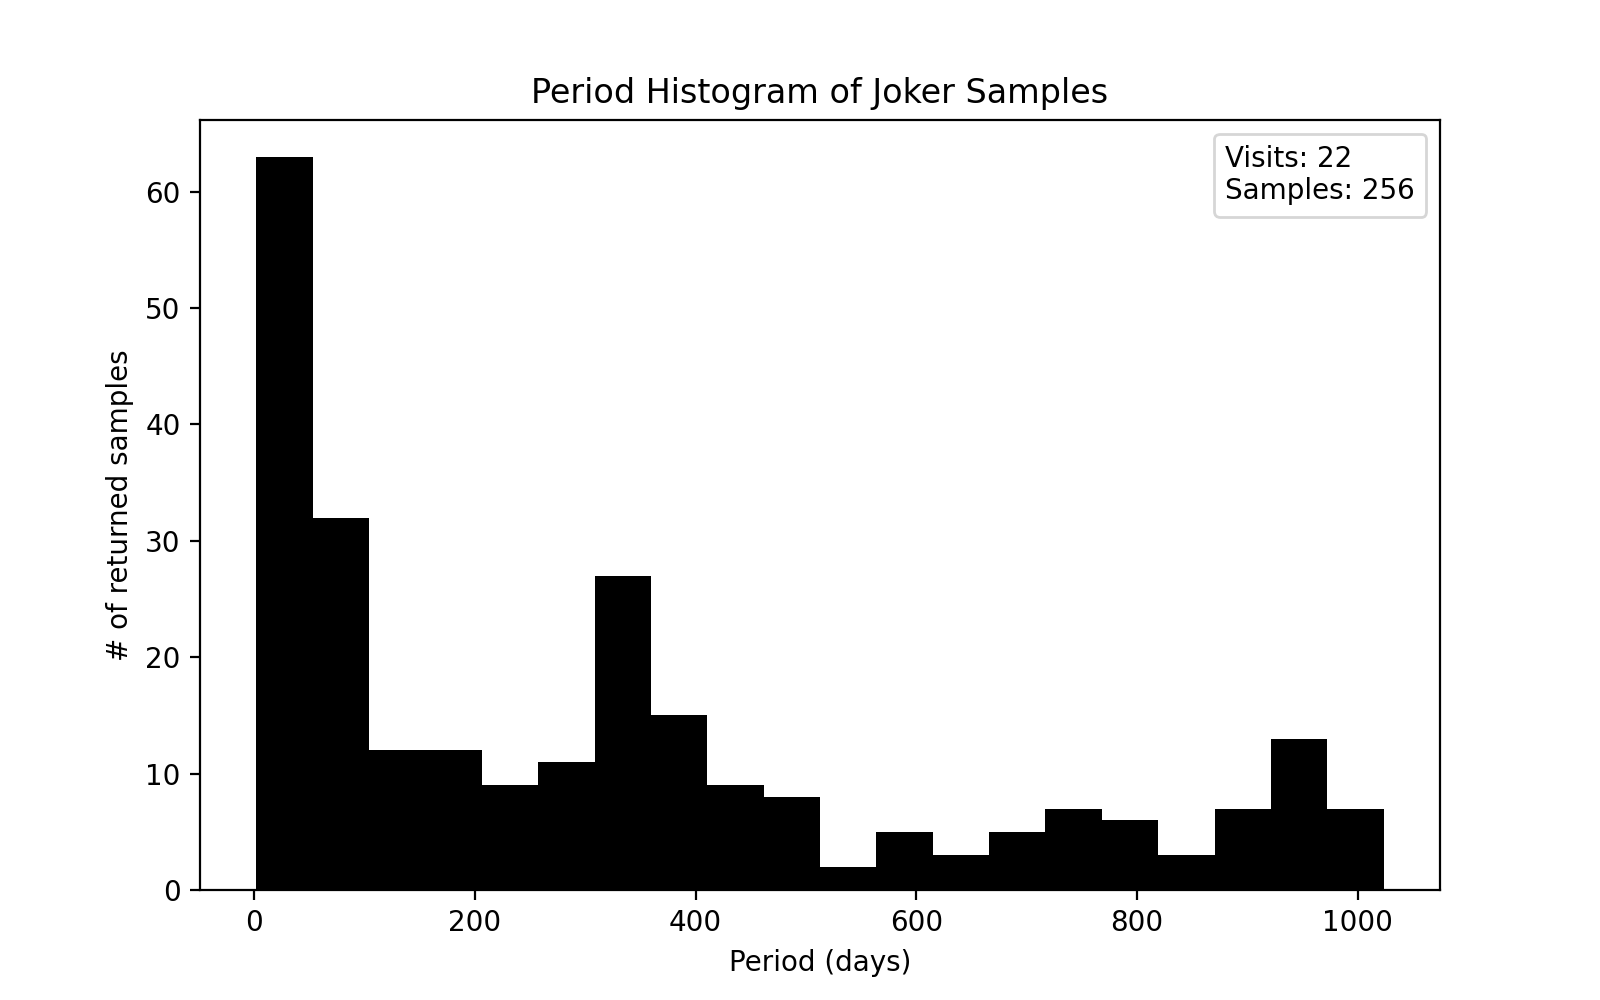 Period Histogram of Joker Samples
Visits: 22
Samples: 256
60
50
40
30
20
10
0
# of returned samples
0 200 400 600 800 1000
Period (days)